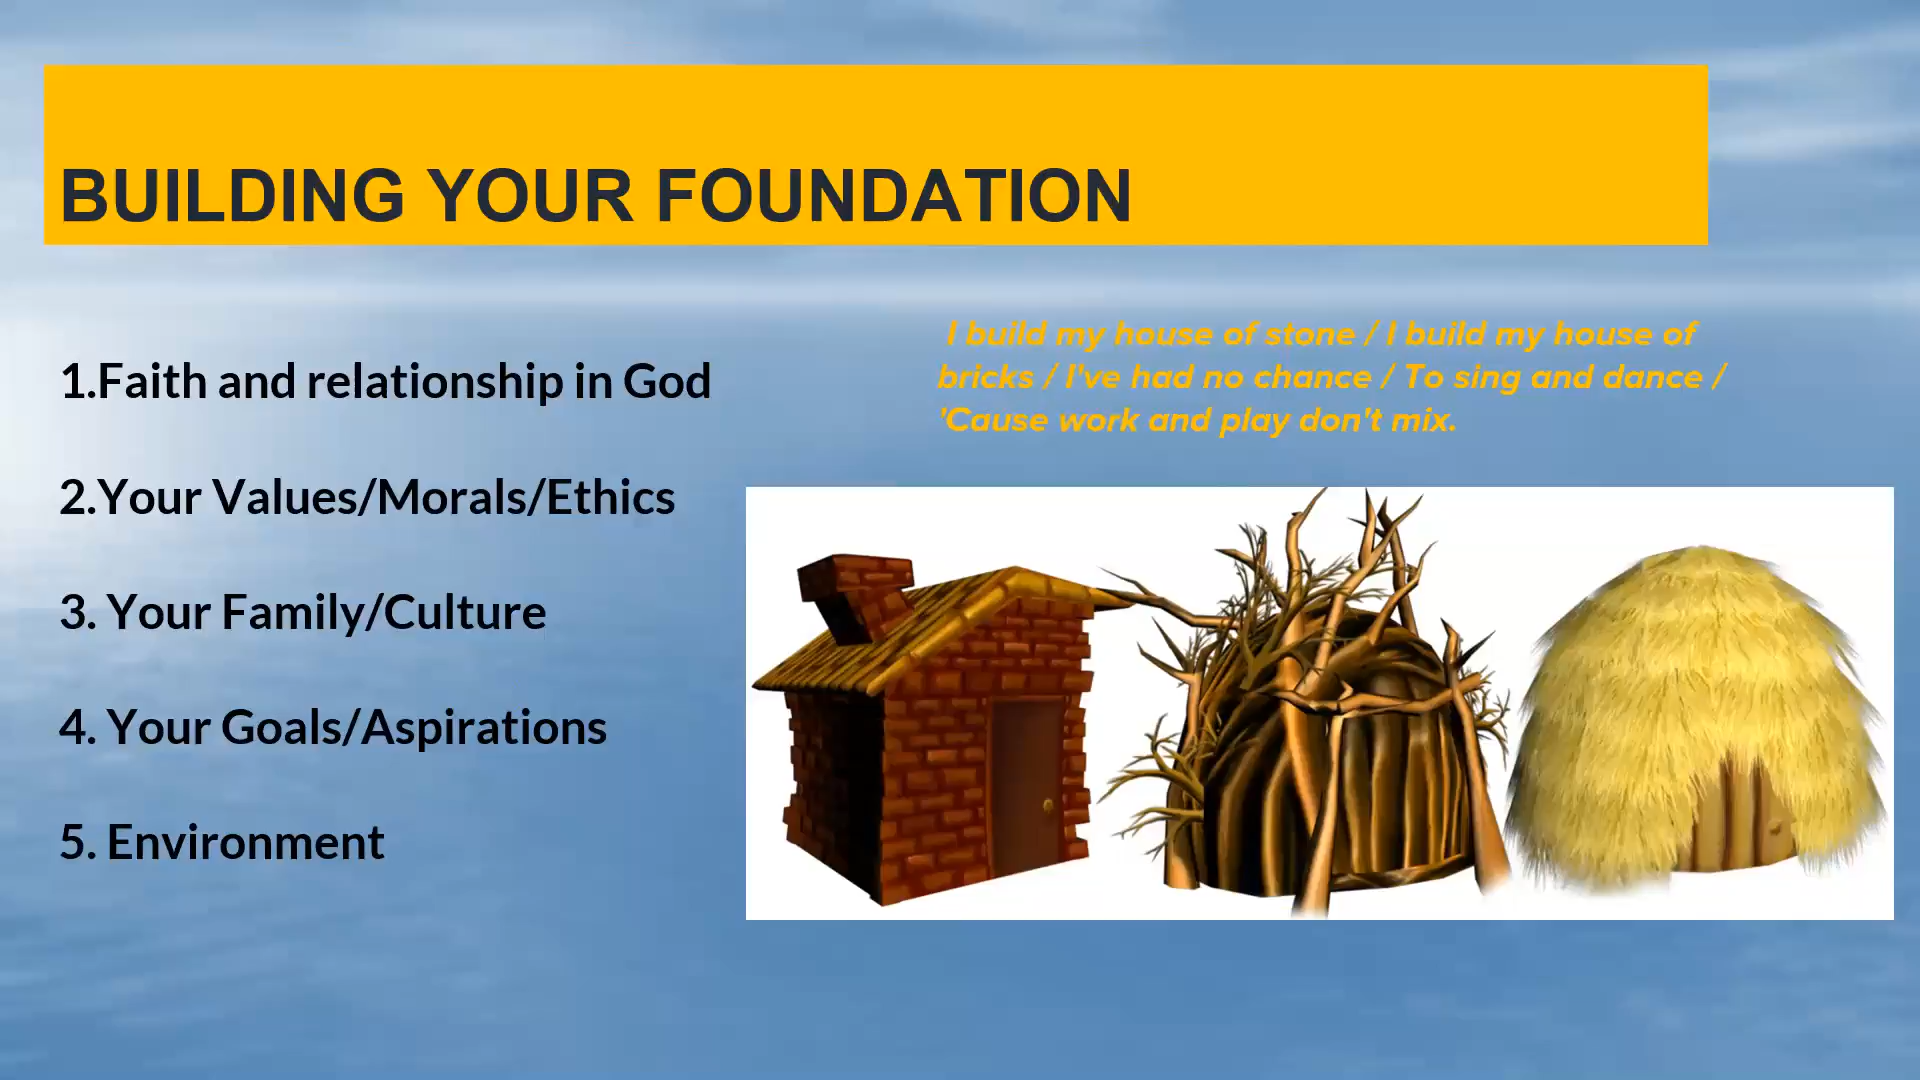 BUILDING YOUR FOUNDATION
1.Faith and relationship in God
2.Your Values/Morals/Ethics
3. Your Family/Culture
4. Your Goals/Aspirations
5. Environment
I build my house of stone / I build my house of
bricks / I've had no chance / To sing and dance /
'Cause work and play don't mix.